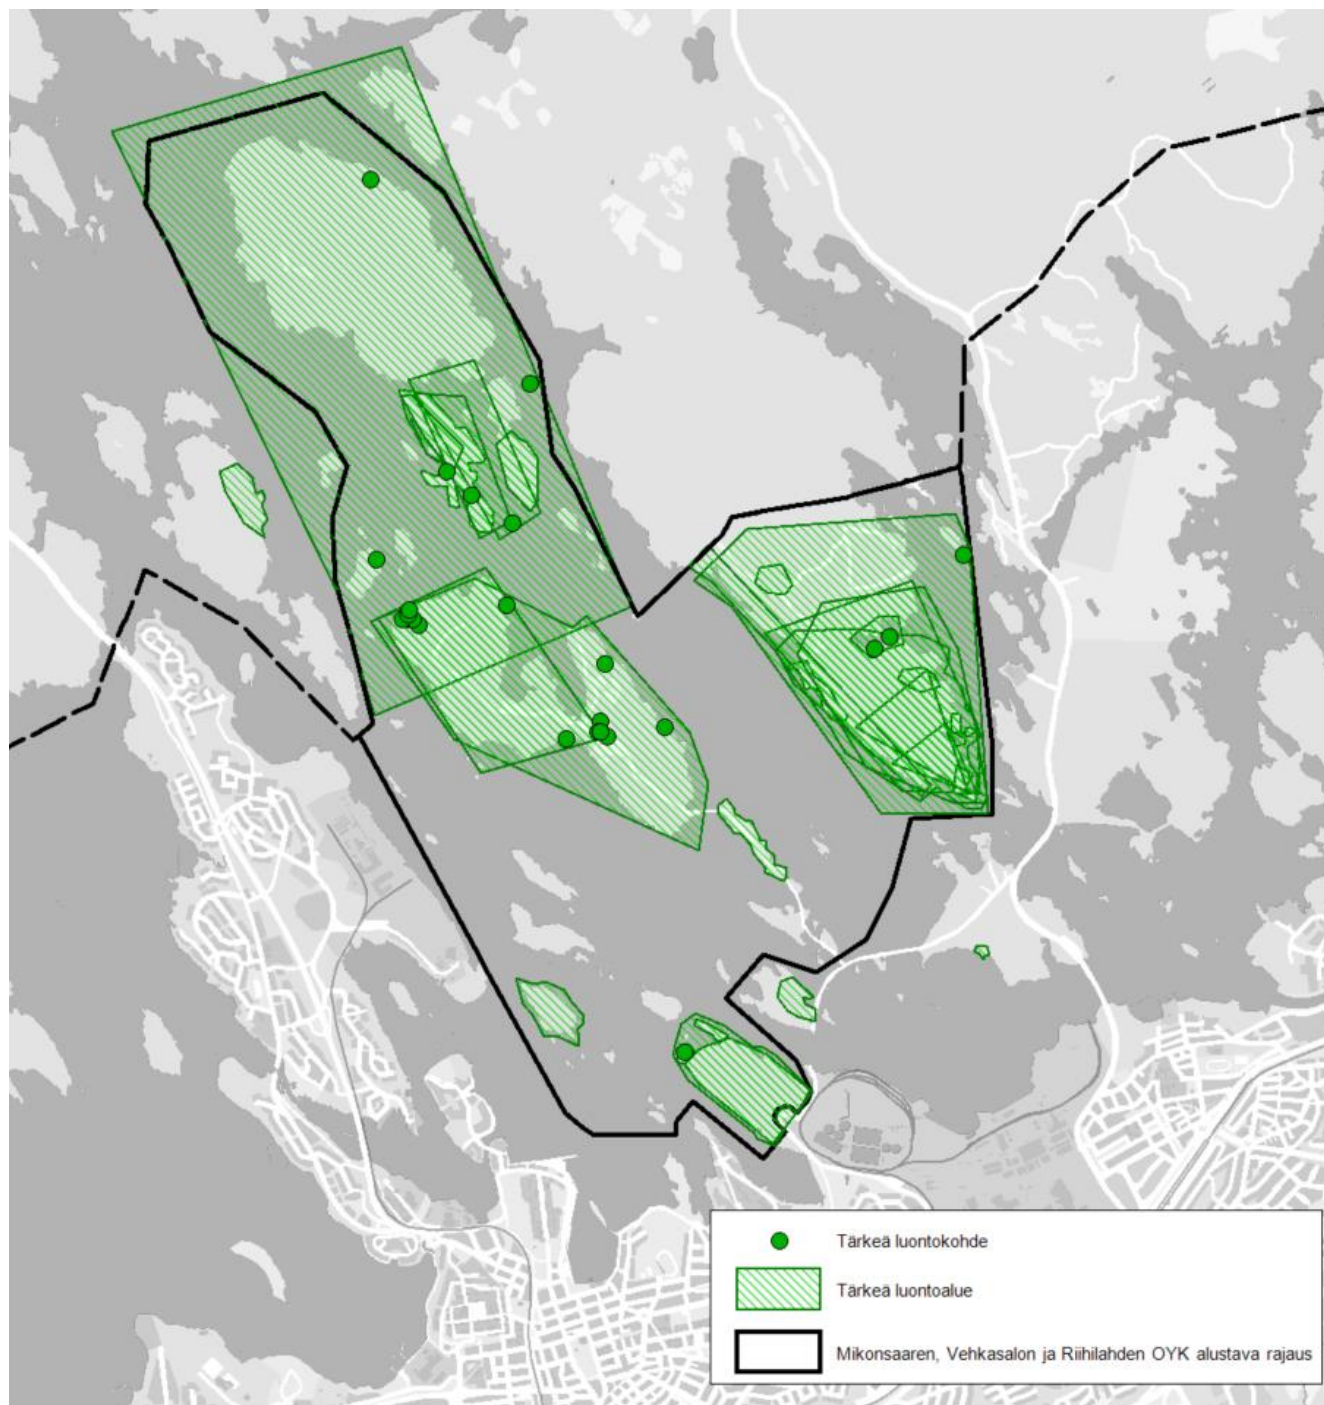 Tärkeä luontokohde
Tärkeä luontoalue
Mikonsaaren, Vehkasalon ja Riihilahden OYK alustava rajaus